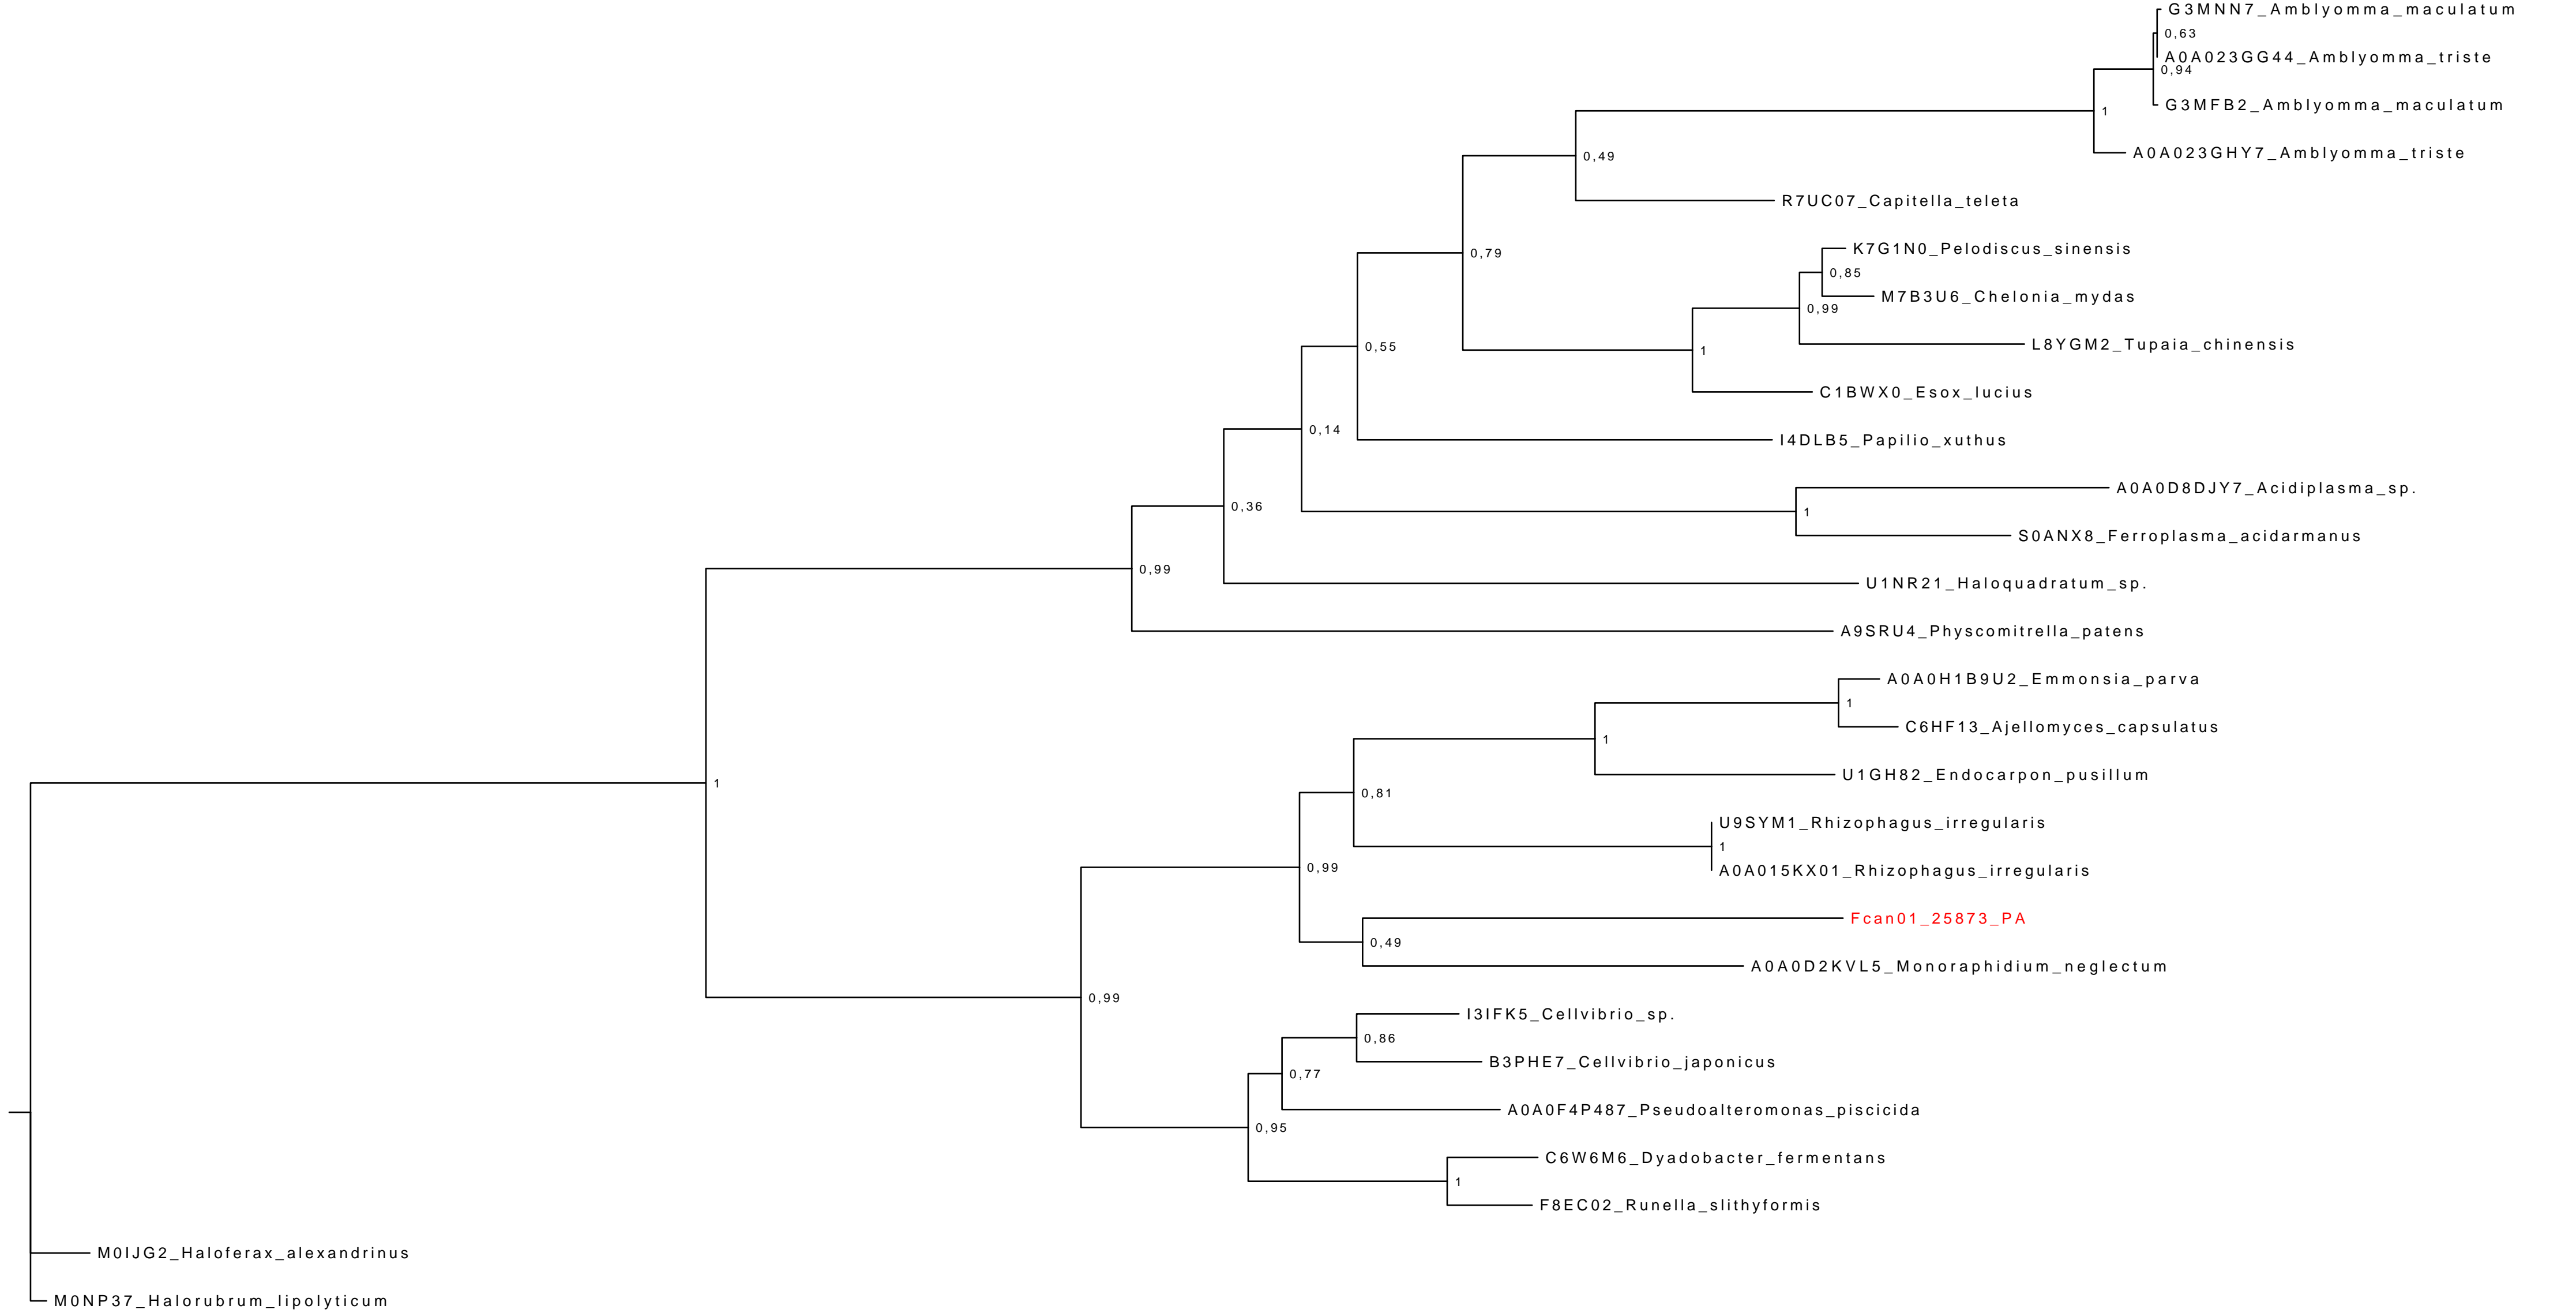 G3MNN7_Amblyomma_maculatum
0,63
A0A023GG44_Amblyomma_triste
0,94
G3MFB2_Amblyomma_maculatum
1
A0A023GHY7_Amblyomma_triste
0,49
R7UC07_Capitella_teleta
K7G1N0_Pelodiscus_sinensis
0,79
0,85
M7B3U6_Chelonia_mydas
0,99
L8YGM2_Tupaia_chinensis
0,55
1
C1BWX0_Esox_lucius
0,14
I4DLB5_Papilio_xuthus
A0A0D8DJY7_Acidiplasma_sp.
0,36
1
S0ANX8_Ferroplasma_acidarmanus
0,99
U1NR21_Haloquadratum_sp.
A9SRU4_Physcomitrella_patens
A0A0H1B9U2_Emmonsia_parva
1
C6HF13_Ajellomyces_capsulatus
1
U1GH82_Endocarpon_pusillum
1
0,81
U9SYM1_Rhizophagus_irregularis
1
0,99
A0A015KX01_Rhizophagus_irregularis
Fcan01_25873_PA
0,49
A0A0D2KVL5_Monoraphidium_neglectum
0,99
I3IFK5_Cellvibrio_sp.
0,86
B3PHE7_Cellvibrio_japonicus
0,77
A0A0F4P487_Pseudoalteromonas_piscicida
0,95
C6W6M6_Dyadobacter_fermentans
1
F8EC02_Runella_slithyformis
M0IJG2_Haloferax_alexandrinus
M0NP37_Halorubrum_lipolyticum